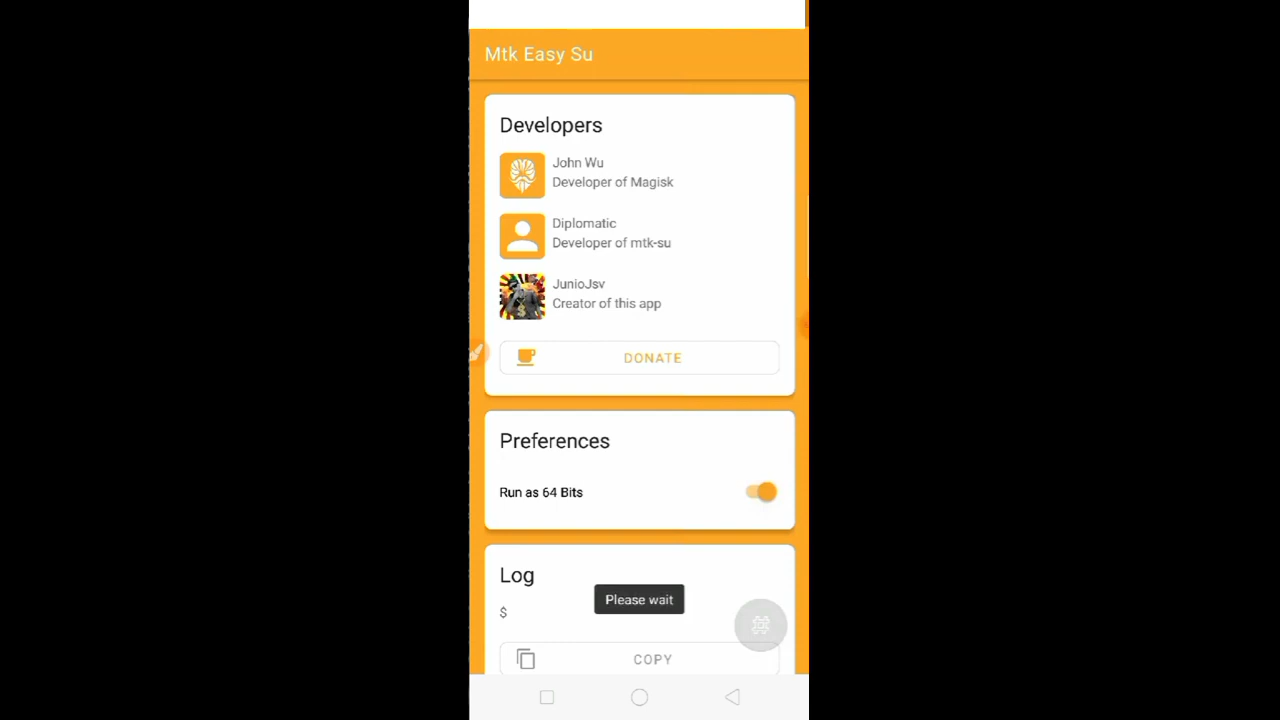 Mtk Easy Su
Developers
John Wu
Developer of Magisk
Diplomatic
Developer of mtk-su
JunioJsv
Creator of this app
DONATE
Preferences
Run as 64 Bits
Log
$
Please wait
COPY